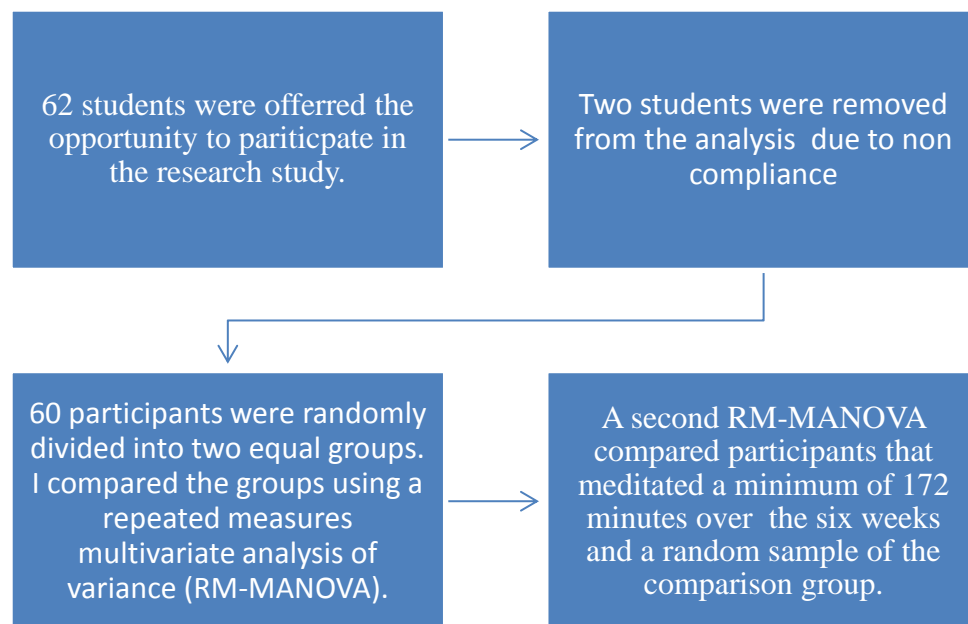 62 students were offerred the
opportunity to pariticpate in
the research study.
Two students were removed
from the analysis due to non
compliance
60 participants were randomly
divided into two equal groups.
I compared the groups using a
repeated measures
multivariate analysis of
variance (RM-MANOVA).
A second RM-MANOVA
compared participants that
meditated a minimum of 172
minutes over the six weeks
and a random sample of the
comparison group.